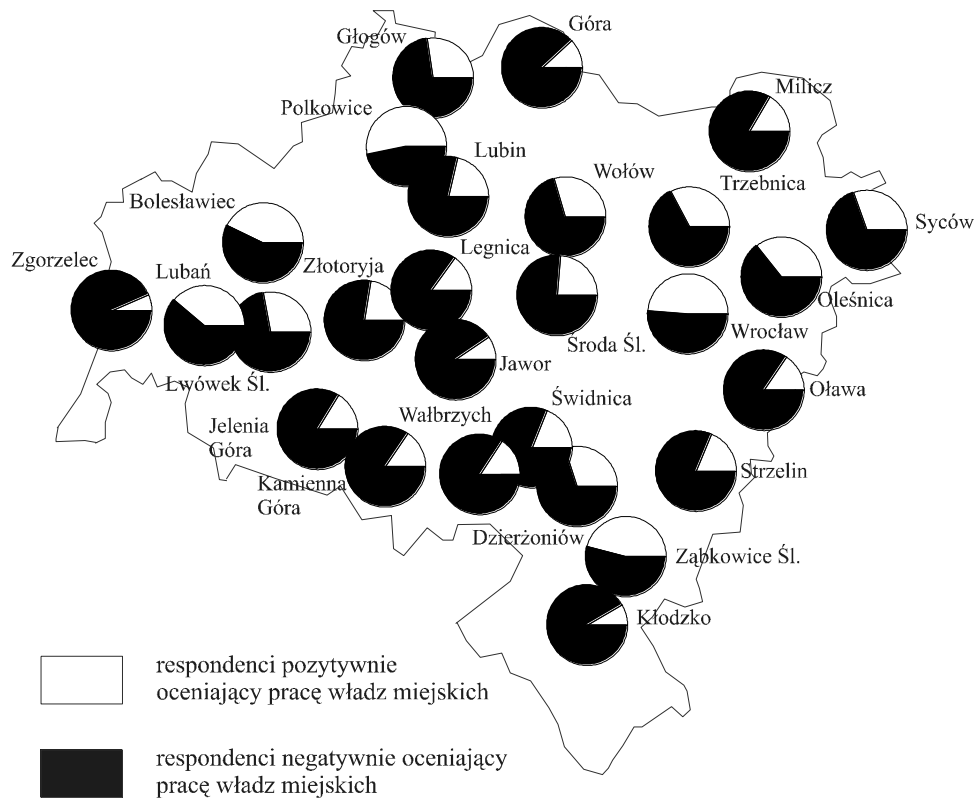 Głogów
Góra
Milicz
Polkowice
Lubin
Wołów
Trzebnica
Bolesławiec
Syców
Legnica
Zgorzelec
Lubań
Złotoryja
Oleśnica
Wrocław
Sroda Śl.
Jawor
Lwówek Śl.
Oława
Świdnica
Wałbrzych
Jelenia
Góra
Strzelin
Kamienna
Góra
Dzierżoniów
Ząbkowice Śl.
Kłodzko
respondenci pozytywnie
oceniający pracę władz miejskich
respondenci negatywnie oceniający
pracę władz miejskich